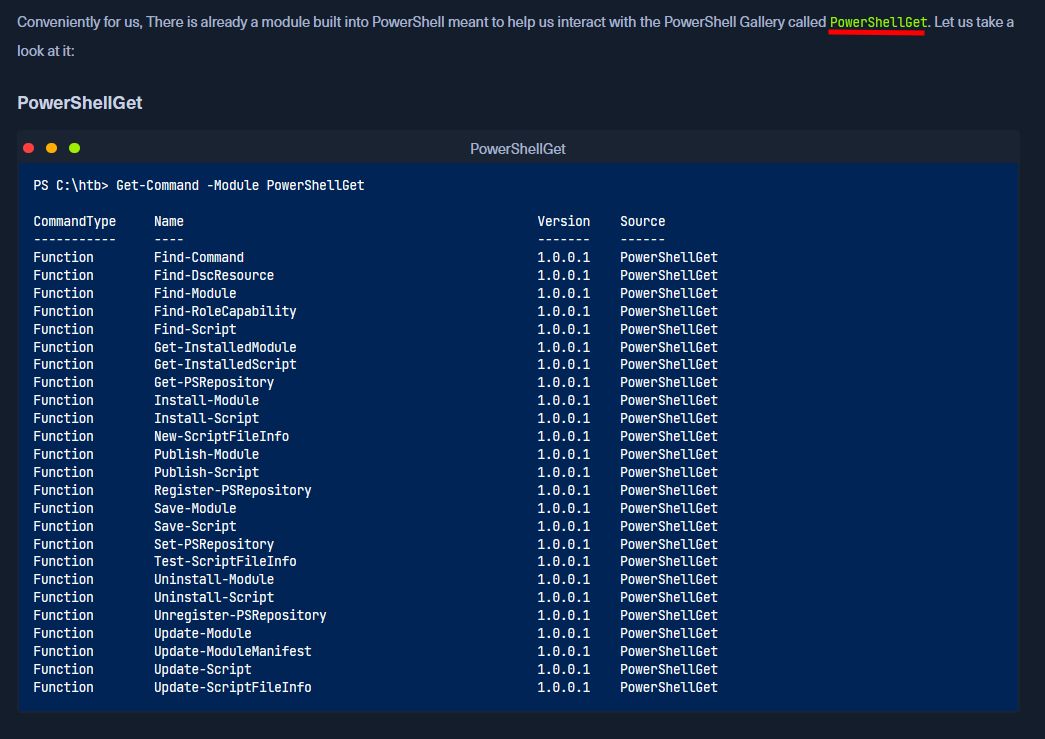 Conveniently for us, There is already a module built into PowerShell meant to help us interact with the PowerShell Gallery called PowerShellGet. Let us take a
look at it:
PowerShellGet
PowerShellGet
PS C:\htb> Get-Command -Module PowerShellGet
CommandType Name Version Source
----------- ---- ------- ------
Function Find-Command 1.0.0.1 PowerShellGet
Function Find-DscResource 1.0.0.1 PowerShellGet
Function Find-Module 1.0.0.1 PowerShellGet
Function Find-RoleCapability 1.0.0.1 PowerShellGet
Function Find-Script 1.0.0.1 PowerShellGet
Function Get-InstalledModule 1.0.0.1 PowerShellGet
Function Get-InstalledScript 1.0.0.1 PowerShellGet
Function Get-PSRepository 1.0.0.1 PowerShellGet
Function Install-Module 1.0.0.1 PowerShellGet
Function Install-Script 1.0.0.1 PowerShellGet
Function New-ScriptFileInfo 1.0.0.1 PowerShellGet
Function Publish-Module 1.0.0.1 PowerShellGet
Function Publish-Script 1.0.0.1 PowerShellGet
Function Register-PSRepository 1.0.0.1 PowerShellGet
Function Save-Module 1.0.0.1 PowerShellGet
Function Save-Script 1.0.0.1 PowerShellGet
Function Set-PSRepository 1.0.0.1 PowerShellGet
Function Test-ScriptFileInfo 1.0.0.1 PowerShellGet
Function Uninstall-Module 1.0.0.1 PowerShellGet
Function Uninstall-Script 1.0.0.1 PowerShellGet
Function Unregister-PSRepository 1.0.0.1 PowerShellGet
Function Update-Module 1.0.0.1 PowerShellGet
Function Update-ModuleManifest 1.0.0.1 PowerShellGet
Function Update-Script 1.0.0.1 PowerShellGet
Function Update-ScriptFileInfo 1.0.0.1 PowerShellGet